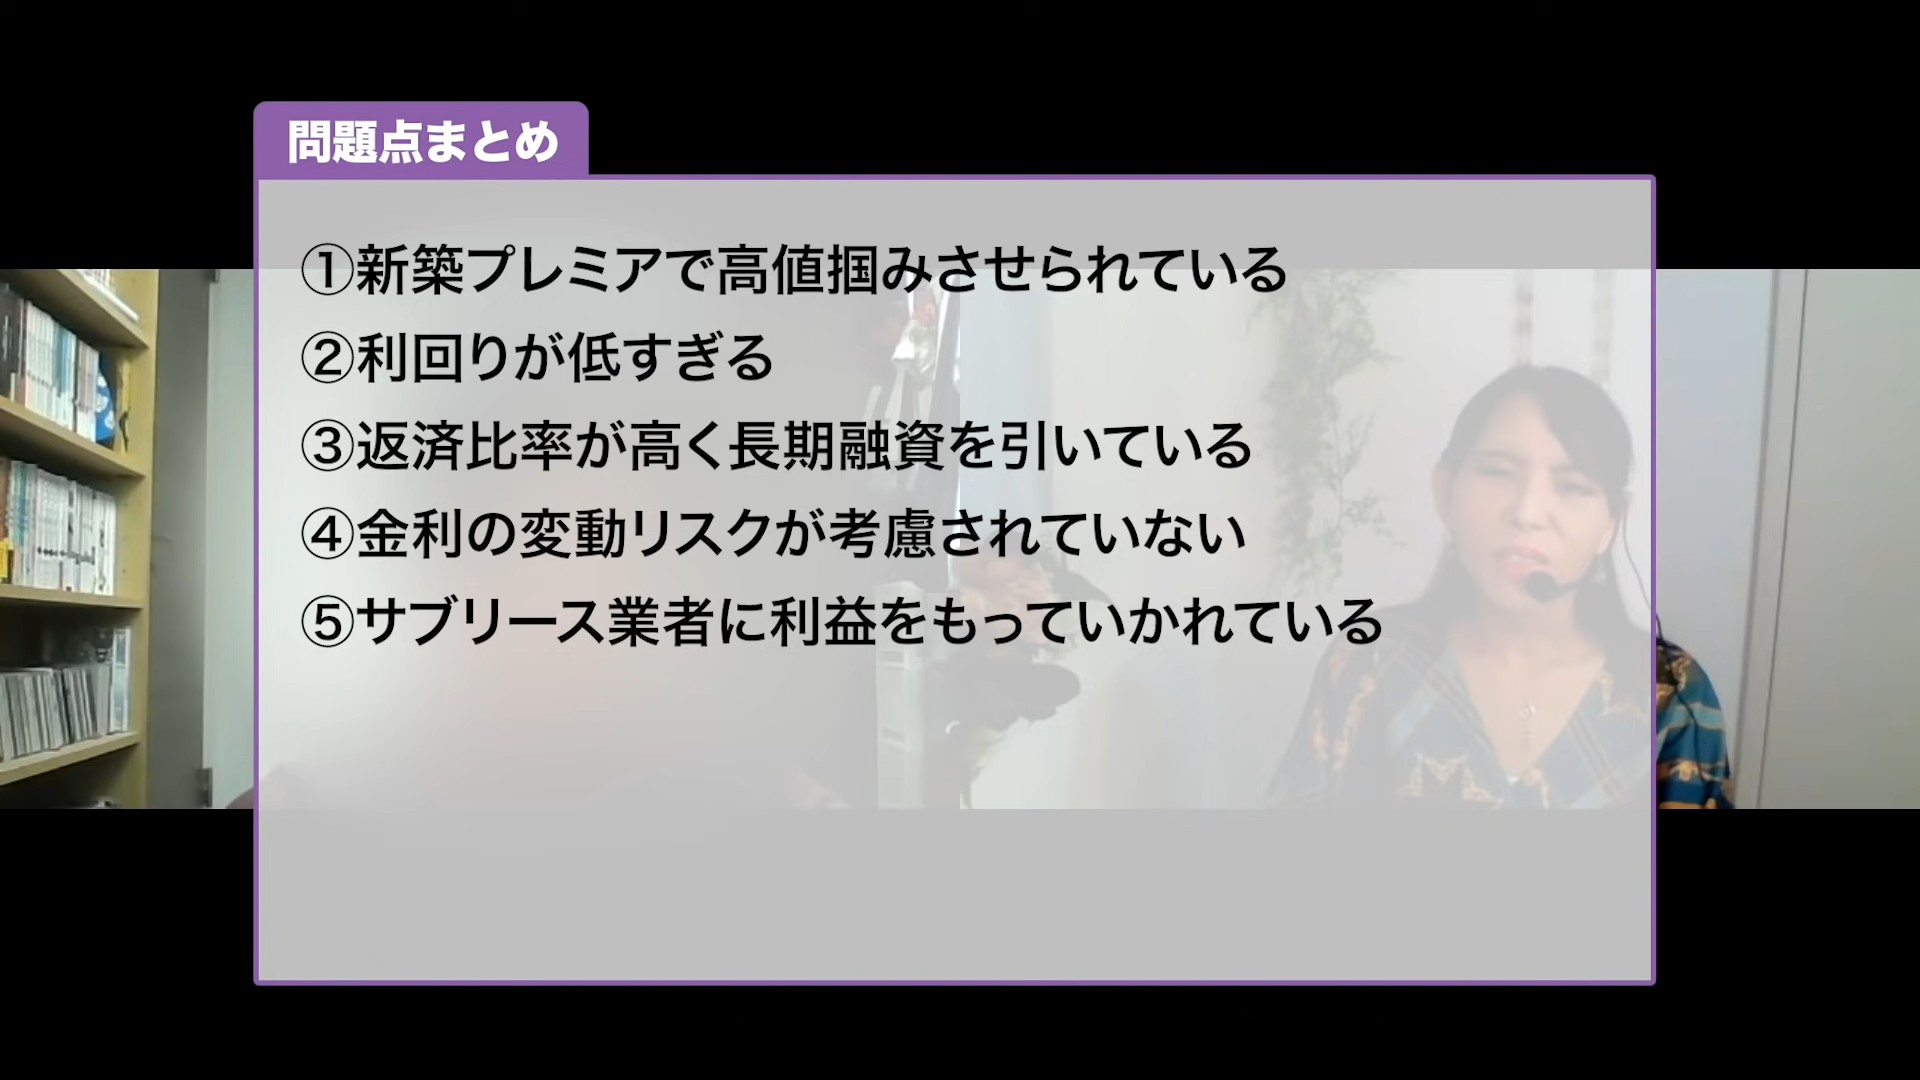 問題点まとめ
①新築プレミアで高値掴みさせられている
②利回りが低すぎる
③返済比率が高く長期融資を引いている
④金利の変動リスクが考慮されていない
⑤サブリース業者に利益をもっていかれている